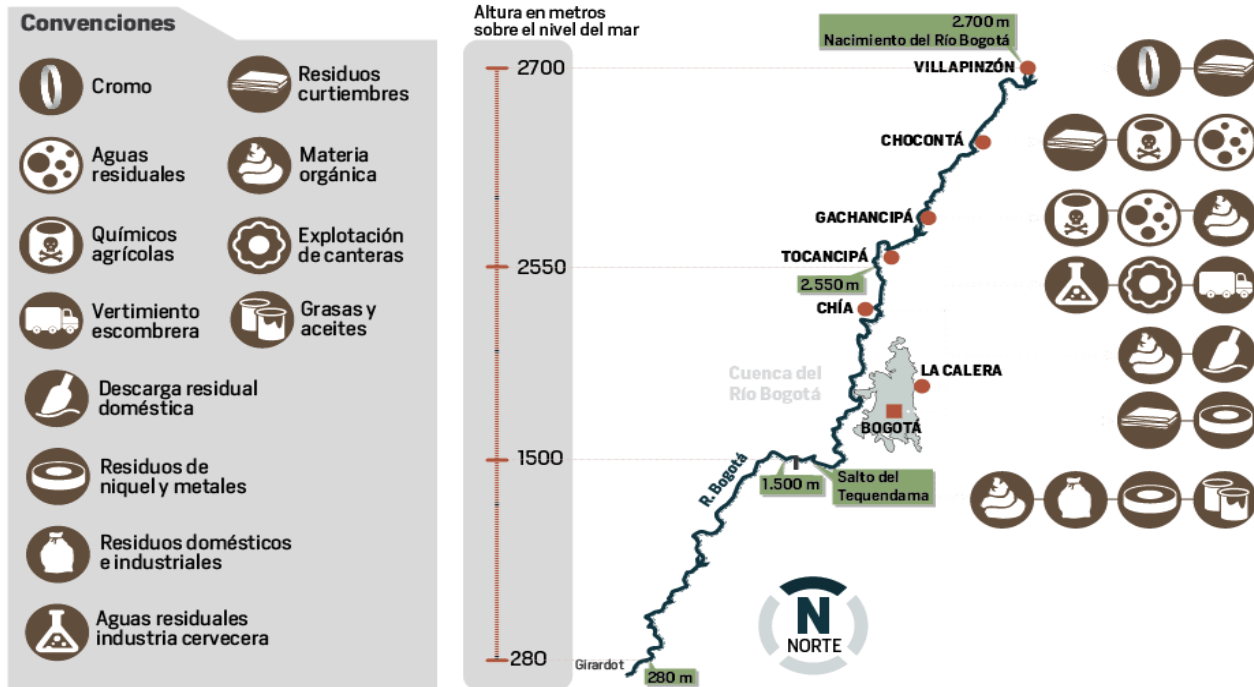 Convenciones
Cromo
Residuos
curtiembres
Aguas
residuales
Materia
orgánica
Químicos
agrícolas
Explotación
de canteras
Vertimiento
escombrera
Grasas y
aceites
Descarga residual
doméstica
Residuos de
niquel y metales
Residuos domésticos
e industriales
Aguas residuales
industria cervecera
Altura en metros
sobre el nivel del mar
2700
2550
1500
280
2.700 m
Nacimiento del Río Bogotá
VILLAPINZÓN
CHOCONTÁ
GACHANCIPÁ
TOCANCIPÁ
2.550 m
CHÍA
Cuenca del
Río Bogotá
LA CALERA
BOGOTÁ
R. Bogotá
1.500 m
Salto del
Tequendama
N
NORTE
Girardot
280 m